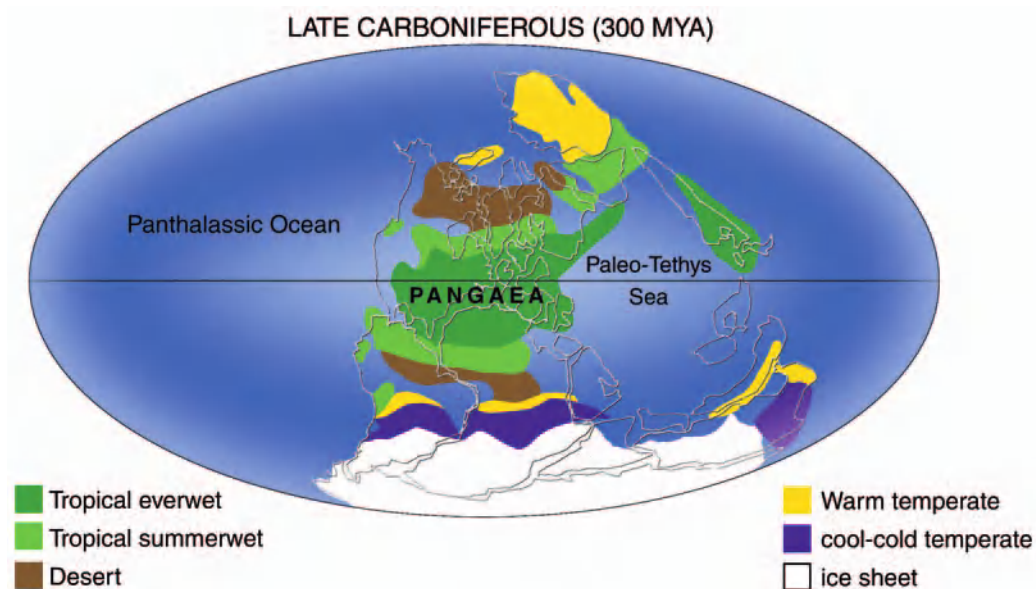 LATE CARBONIFEROUS (300 MYA)
Panthalassic Ocean
Paleo-Tethys
Sea
PANGAEA
Tropical everwet
Tropical summerwet
Desert
Warm temperate
cool-cold temperate
ice sheet